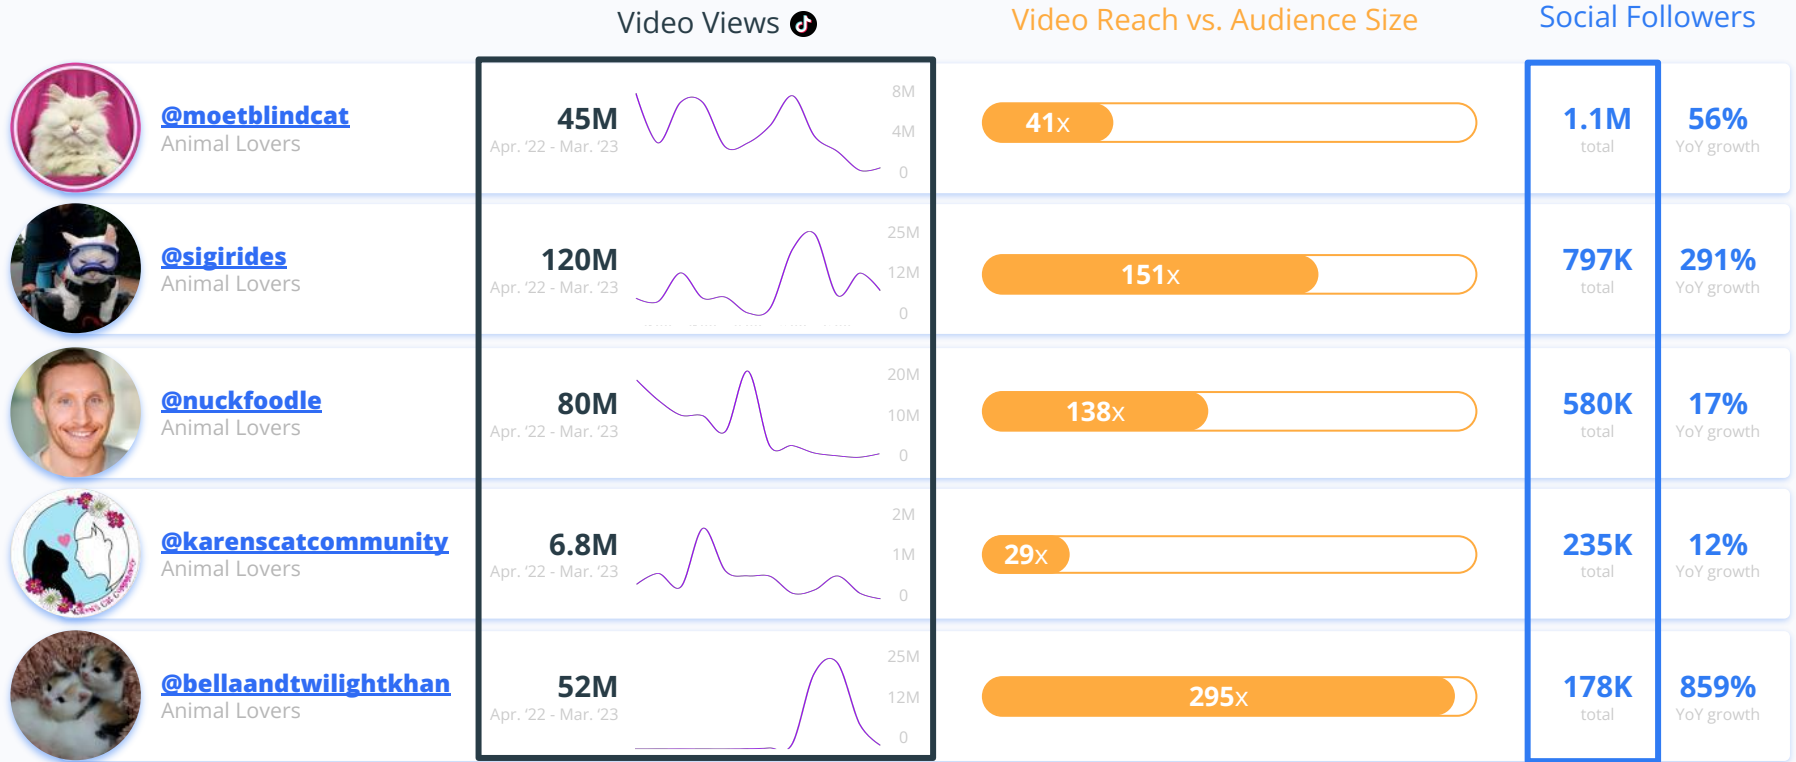 Video Views
Video Reach vs. Audience Size
Social Followers
@moetblindcat
Animal Lovers
45M
Apr. ‘22 - Mar. ‘23
8M
4M
0
41x
1.1M
total
56%
YoY growth
@sigirides
Animal Lovers
120M
Apr. ‘22 - Mar. ‘23
25M
12M
0
151x
797K
total
291%
YoY growth
@nuckfoodle
Animal Lovers
80M
Apr. ‘22 - Mar. ‘23
20M
10M
0
138x
580K
total
17%
YoY growth
@karenscatcommunity
Animal Lovers
6.8M
Apr. ‘22 - Mar. ‘23
2M
1M
0
29x
235K
total
12%
YoY growth
@bellaandtwilightkhan
Animal Lovers
52M
Apr. ‘22 - Mar. ‘23
25M
12M
0
295x
178K
total
859%
YoY growth